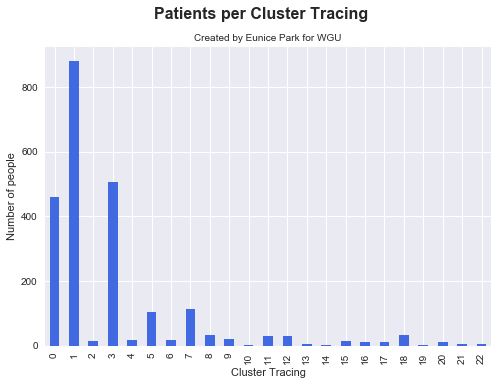 Patients per Cluster Tracing
Created by Eunice Park for WGU
Number of people
800
600
400
200
0
0 1 2 3 4 5 6 7 8 9 10 11 12 13 14 15 16 17 18 19 20 21 22
Cluster Tracing